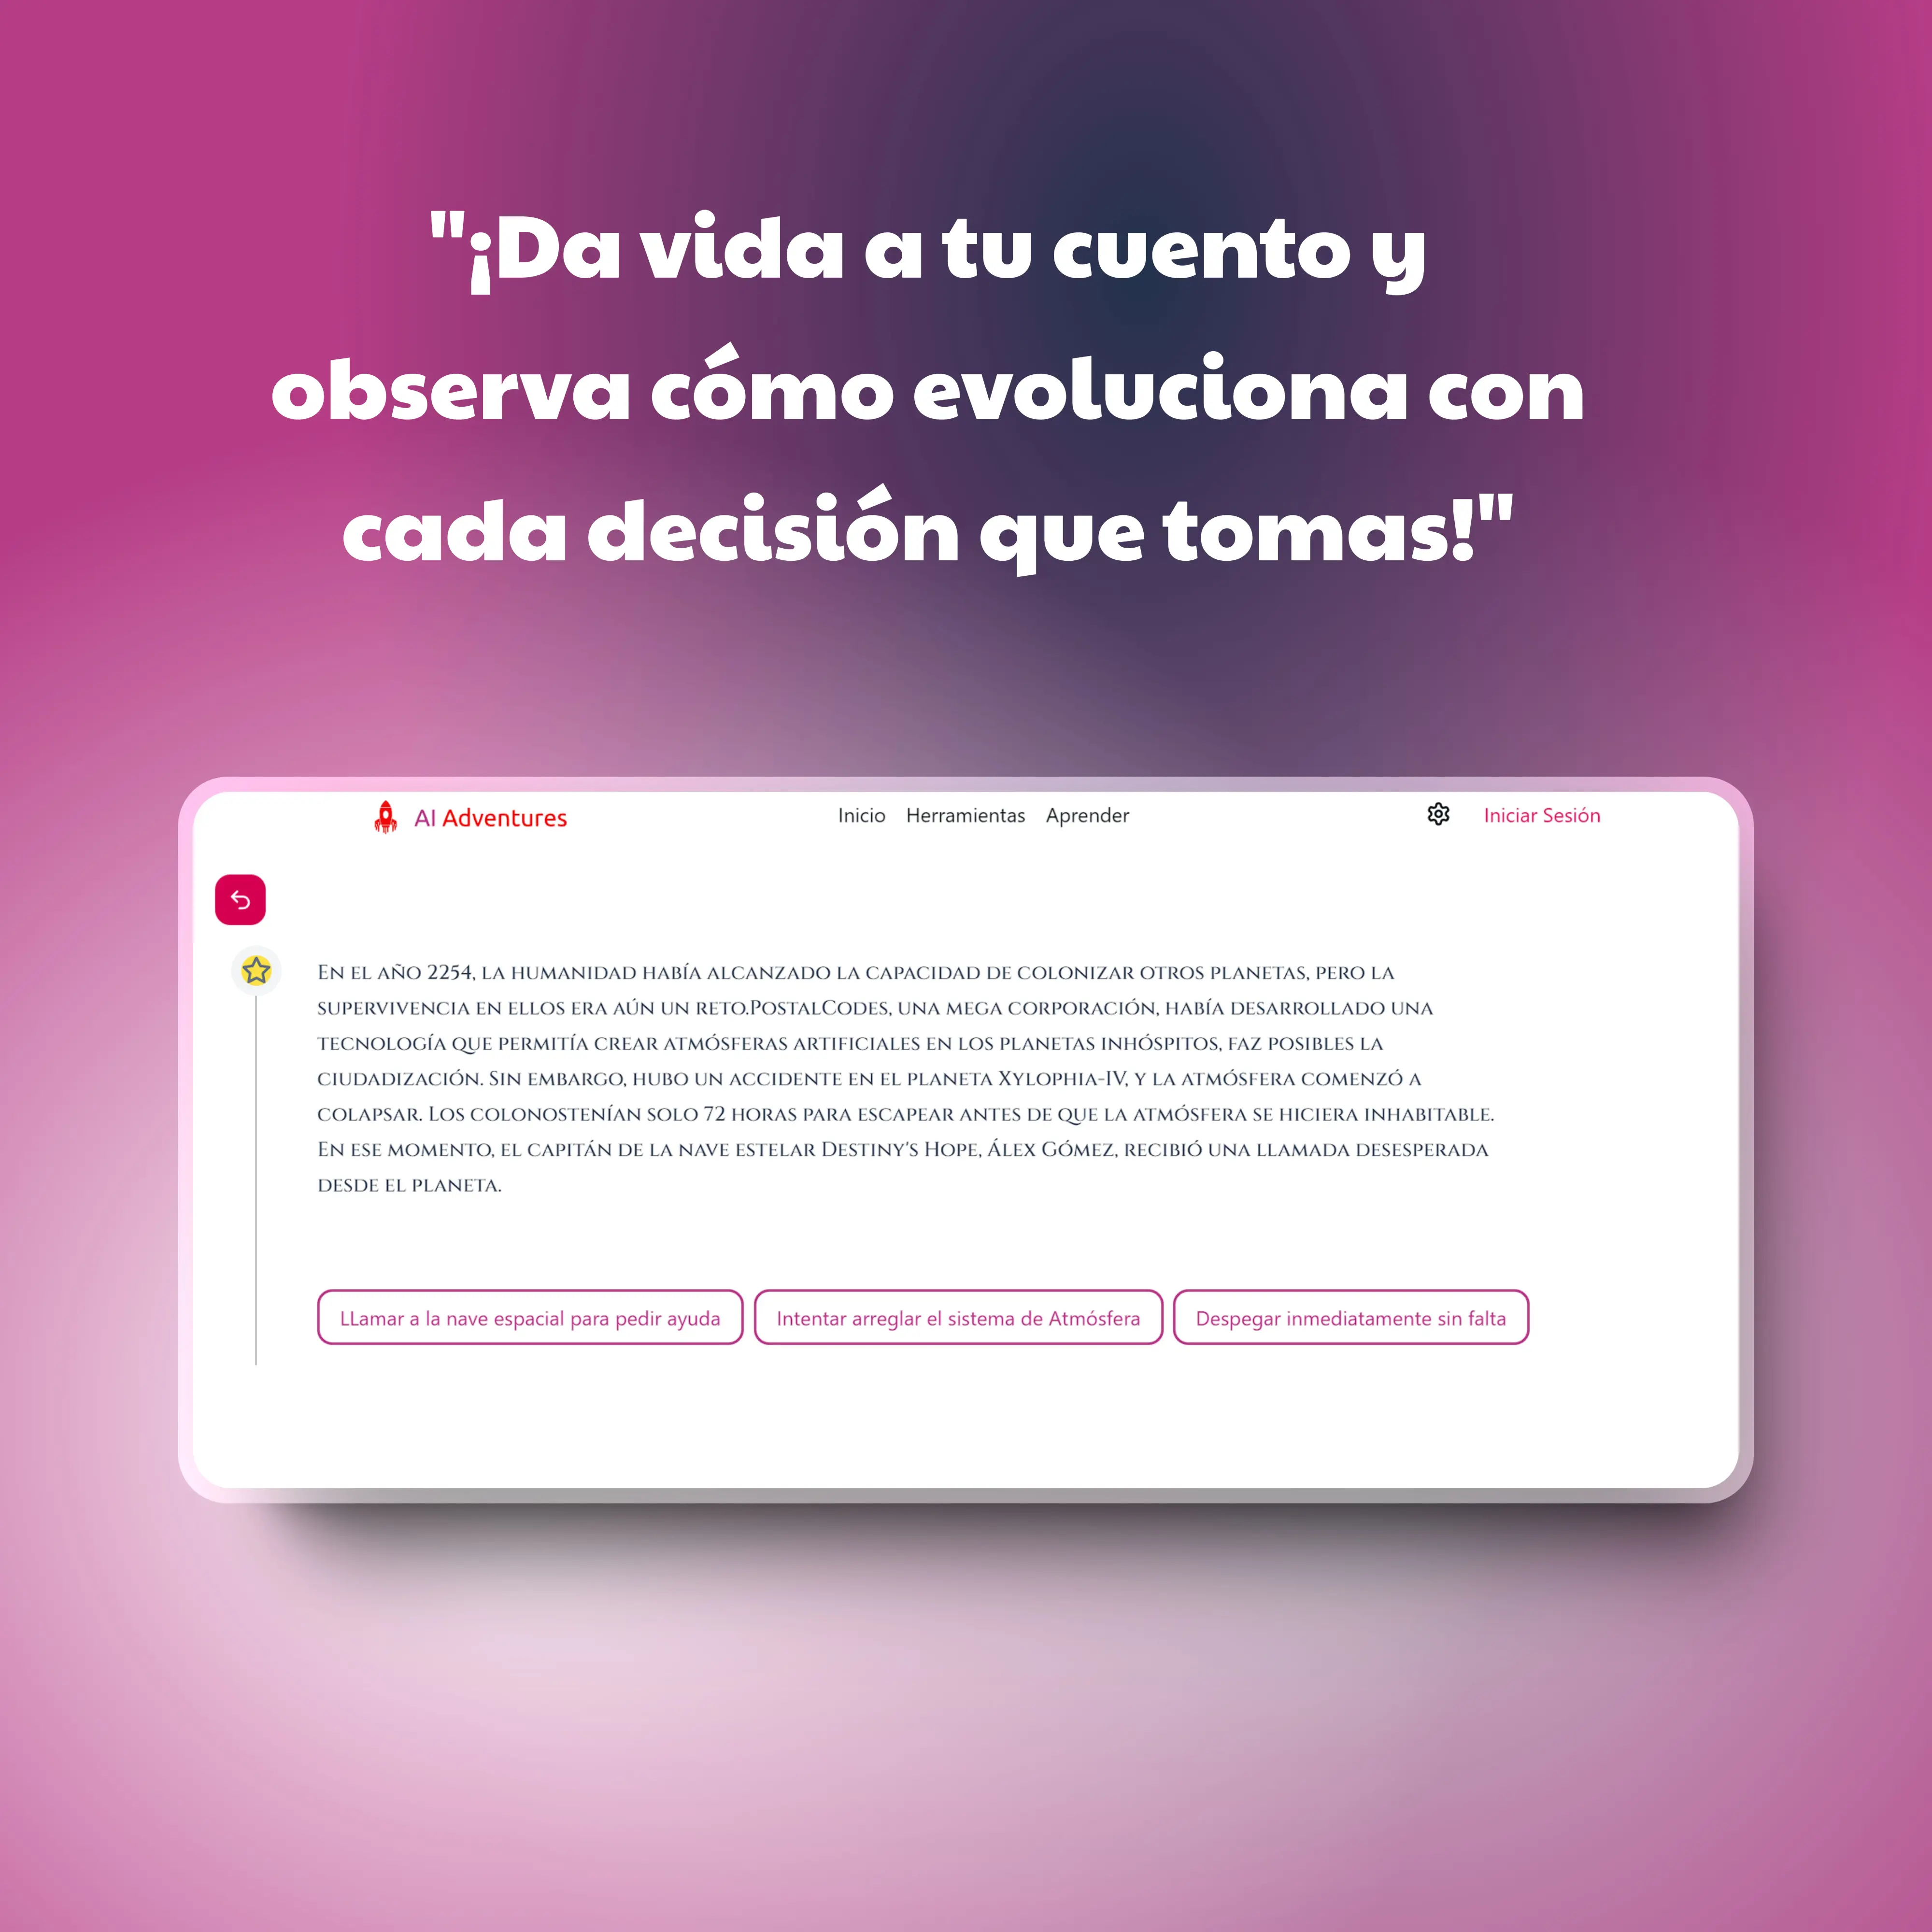 "¡Da vida a tu cuento y
observa cómo evoluciona con
cada decisión que tomas!"
AI Adventures
Inicio Herramientas Aprender
Iniciar Sesión
En el año 2254, la humanidad había alcanzado la capacidad de colonizar otros planetas, pero la
supervivencia en ellos era aún un reto.PostalCodes, una mega corporación, había desarrollado una
tecnología que permitía crear atmósferas artificiales en los planetas inhóspitos, faz posibles la
ciudadización. Sin embargo, hubo un accidente en el planeta Xylophia-IV, y la atmósfera comenzó a
colapsar. Los colonostenían solo 72 horas para escapear antes de que la atmósfera se hiciera inhabitable.
En ese momento, el capitán de la nave estelar Destiny's Hope, Álex Gómez, recibió una llamada desesperada
desde el planeta.
LLamar a la nave espacial para pedir ayuda
Intentar arreglar el sistema de Atmósfera
Despegar inmediatamente sin falta